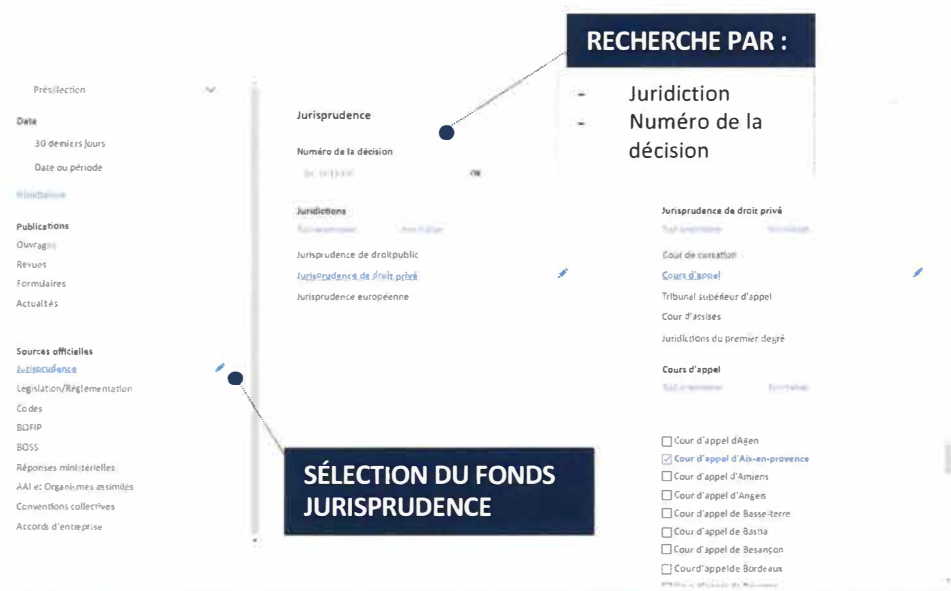 RECHERCHE PAR :
- Juridiction
- Numéro de la
décision
Présélection
Date
30 derniers jours
Date ou période
Publications
Ouvrages
Revues
Formulaires
Actualités
Sources officielles
Jurisprudence
Législation/Réglementation
Codes
BOFIP
BOSS
Réponses ministérielles
AAI et Organismes assimilés
Conventions collectives
Accords d'entreprise
Jurisprudence
Numéro de la décision
OK
Juridictions
Jurisprudence de droitpublic
Jurisprudence de droit privé
Jurisprudence européenne
SÉLECTION DU FONDS
JURISPRUDENCE
Jurisprudence de droit privé
Cour de cassation
Cours d'appel
Tribunal supérieur d'appel
Cour d'assises
Juridictions du premier degré
Cours d'appel
Cour d'appel dAgen
Cour d'appel d'Aix-en-provence
Cour d'appel d'Amiens
Cour d'appel d'Angers
Cour d'appel de Basse-terre
Cour d'appel de Bastia
Cour d'appel de Besançon
Courd'appelde Bordeaux